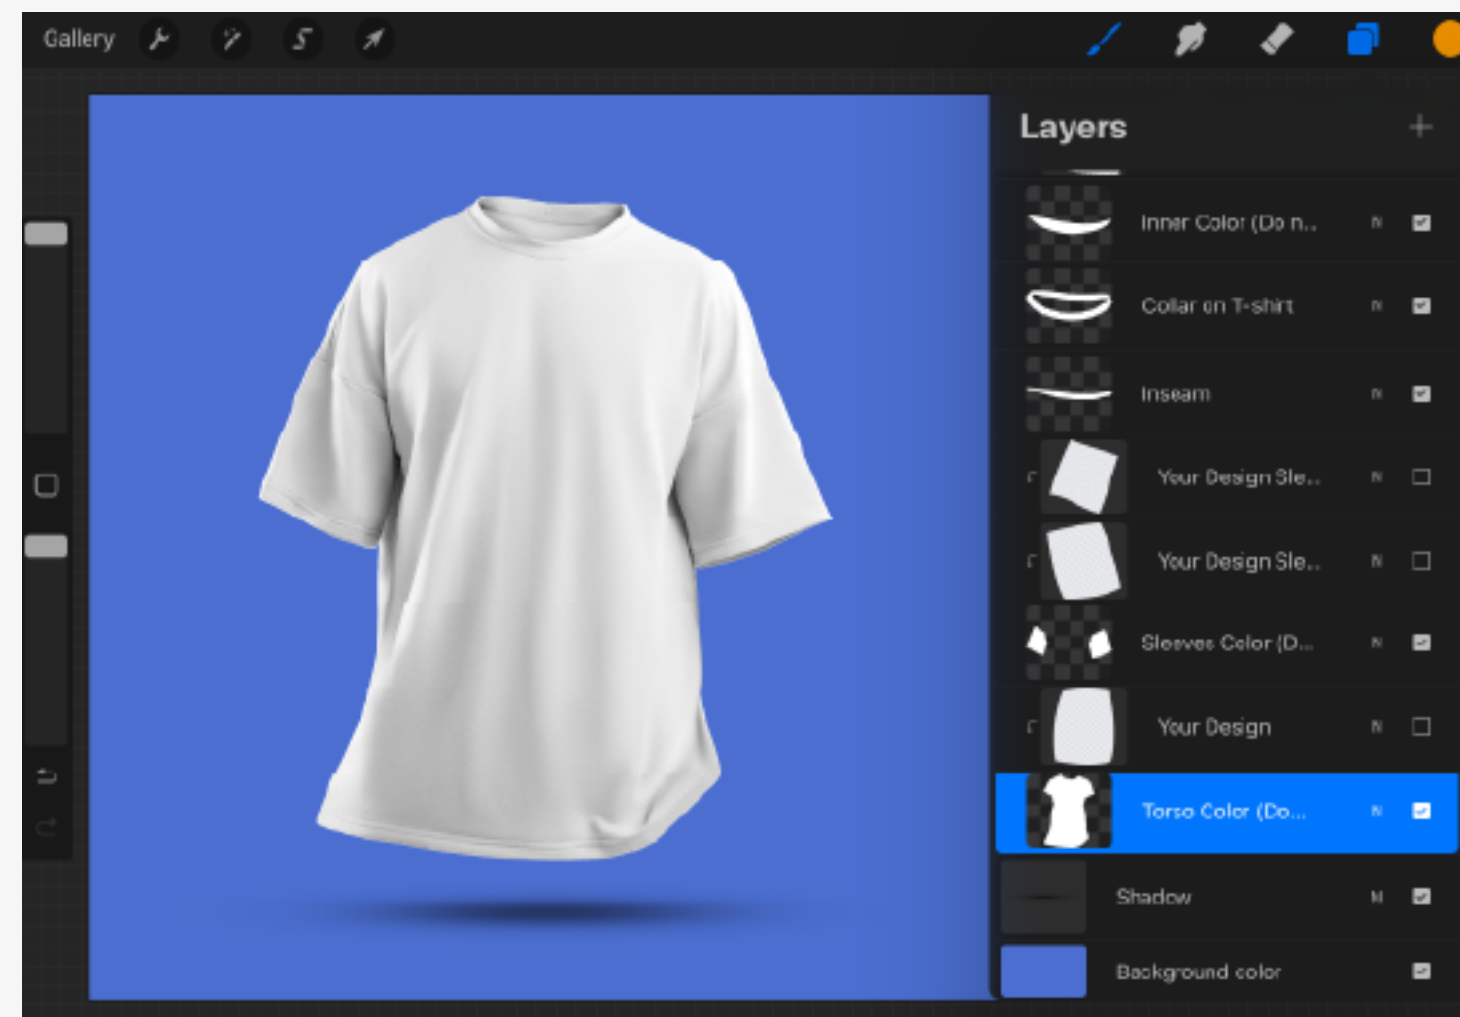 Gallery
Layers
Inner Color (Do n... N
Collar on T-shirt N
Inseam N
Your Design Sle... N
Your Design Sle... N
Sleeves Color (D... N
Your Design N
Torso Color (Do... N
Shadow M
Background color